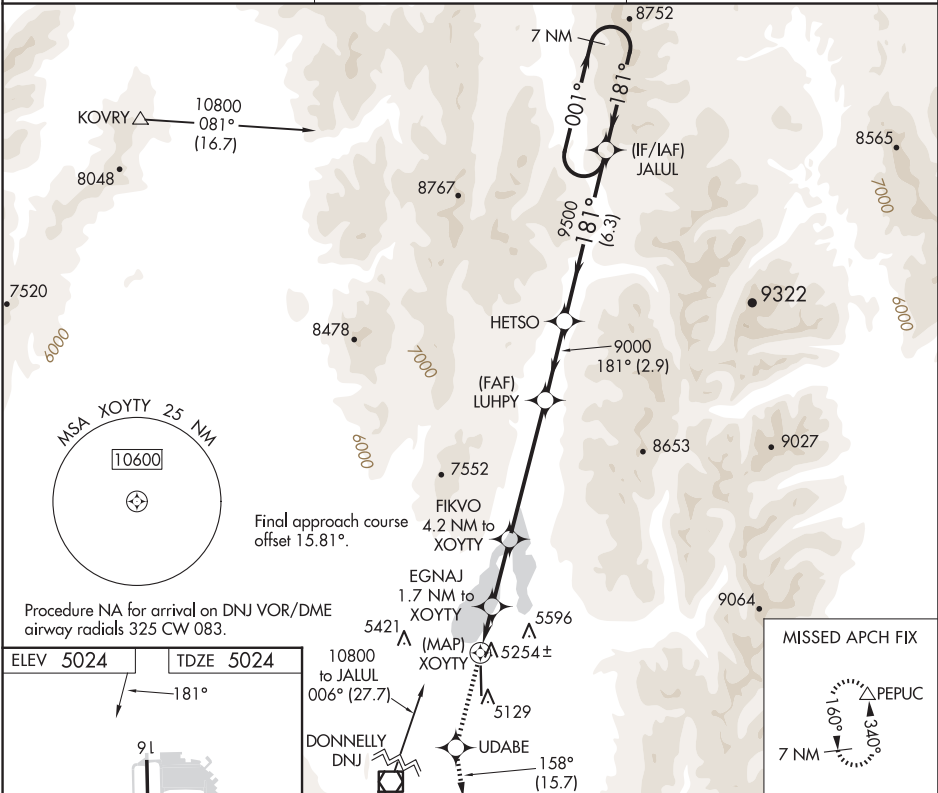 8752
7 NM
001°
181°
KOVRY
10800
081°
(16.7)
(IF/IAF)
JALUL
8565
8048
8767
7000
9500
181°
(6.3)
7520
6000
8478
7000
HETSO
9322
6000
9000
181° (2.9)
(FAF)
LUHPY
MSA XOYTY 25 NM
10600
6000
8653
9027
7552
Final approach course
offset 15.81°.
FIKVO
4.2 NM to
XOYTY
EGNAJ
1.7 NM to
XOYTY
Procedure NA for arrival on DNJ VOR/DME
airway radials 325 CW 083.
5421
5596
9064
(MAP)
XOYTY
5254±
MISSED APCH FIX
PEPUC
160°
340°
7 NM
ELEV 5024
TDZE 5024
181°
16
10800
to JALUL
006° (27.7)
5129
DONNELLY
DNJ
UDABE
158°
(15.7)